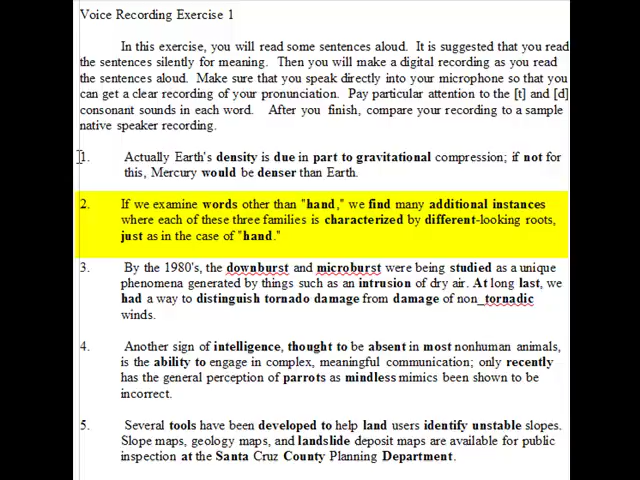 Voice Recording Exercise 1
In this exercise, you will read some sentences aloud. It is suggested that you read
the sentences silently for meaning. Then you will make a digital recording as you read
the sentences aloud. Make sure that you speak directly into your microphone so that you
can get a clear recording of your pronunciation. Pay particular attention to the [t] and [d]
consonant sounds in each word. After you finish, compare your recording to a sample
native speaker recording.
1. Actually Earth's density is due in part to gravitational compression; if not for
this, Mercury would be denser than Earth.
2. If we examine words other than "hand," we find many additional instances
where each of these three families is characterized by different-looking roots,
just as in the case of "hand."
3. By the 1980's, the downburst and microburst were being studied as a unique
phenomena generated by things such as an intrusion of dry air. At long last, we
had a way to distinguish tornado damage from damage of non_tornadic
winds.
4. Another sign of intelligence, thought to be absent in most nonhuman animals,
is the ability to engage in complex, meaningful communication; only recently
has the general perception of parrots as mindless mimics been shown to be
incorrect.
5. Several tools have been developed to help land users identify unstable slopes.
Slope maps, geology maps, and landslide deposit maps are available for public
inspection at the Santa Cruz County Planning Department.